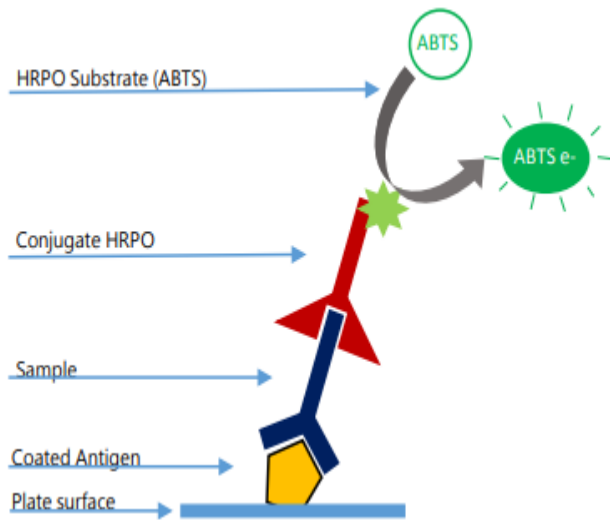 ABTS
HRPO Substrate (ABTS)
ABTS e-
Conjugate HRPO
Sample
Coated Antigen
Plate surface